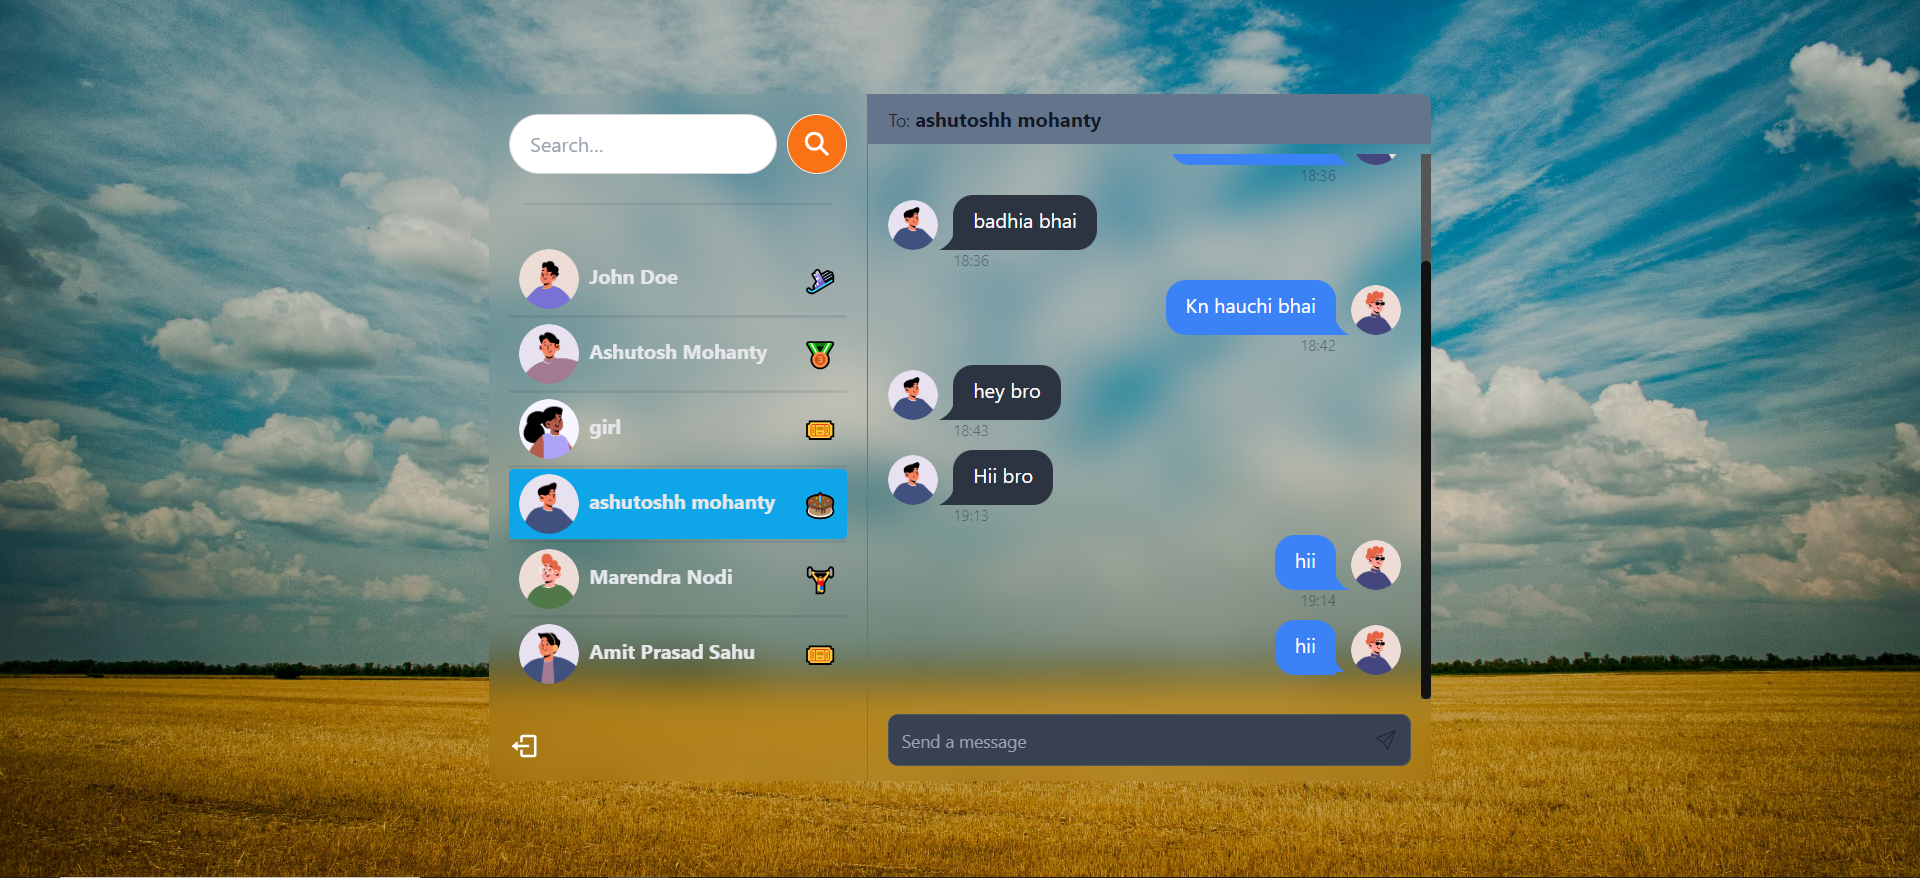 Search…
John Doe
Ashutosh Mohanty
girl
ashutoshh mohanty
Marendra Nodi
Amit Prasad Sahu
To: ashutoshh mohanty
18:36
badhia bhai
18:36
Kn hauchi bhai
18:42
hey bro
18:43
Hii bro
19:13
hii
19:14
hii
Send a message